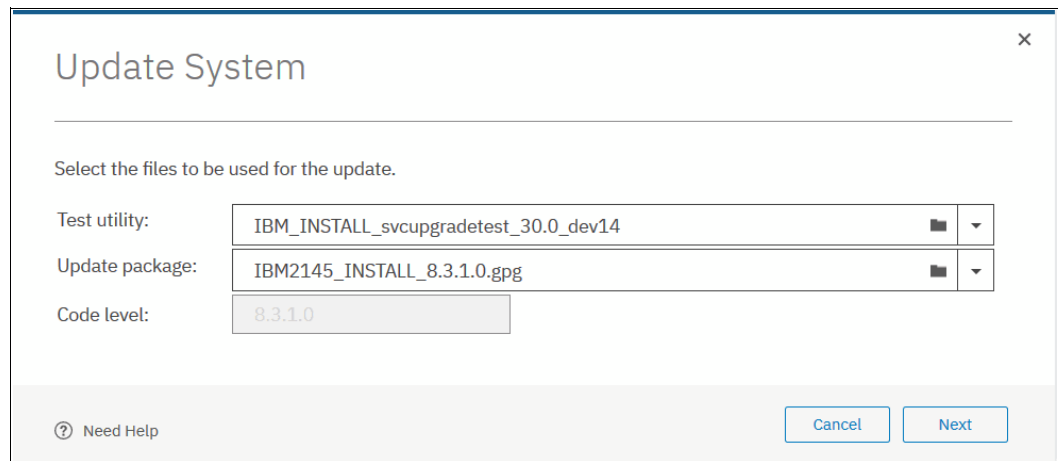 Update System
Select the files to be used for the update.
Test utility: IBM_INSTALL_svcupgradetest_30.0_dev14
Update package: IBM2145_INSTALL_8.3.1.0.gpg
Code level: 8.3.1.0
? Need Help Cancel Next